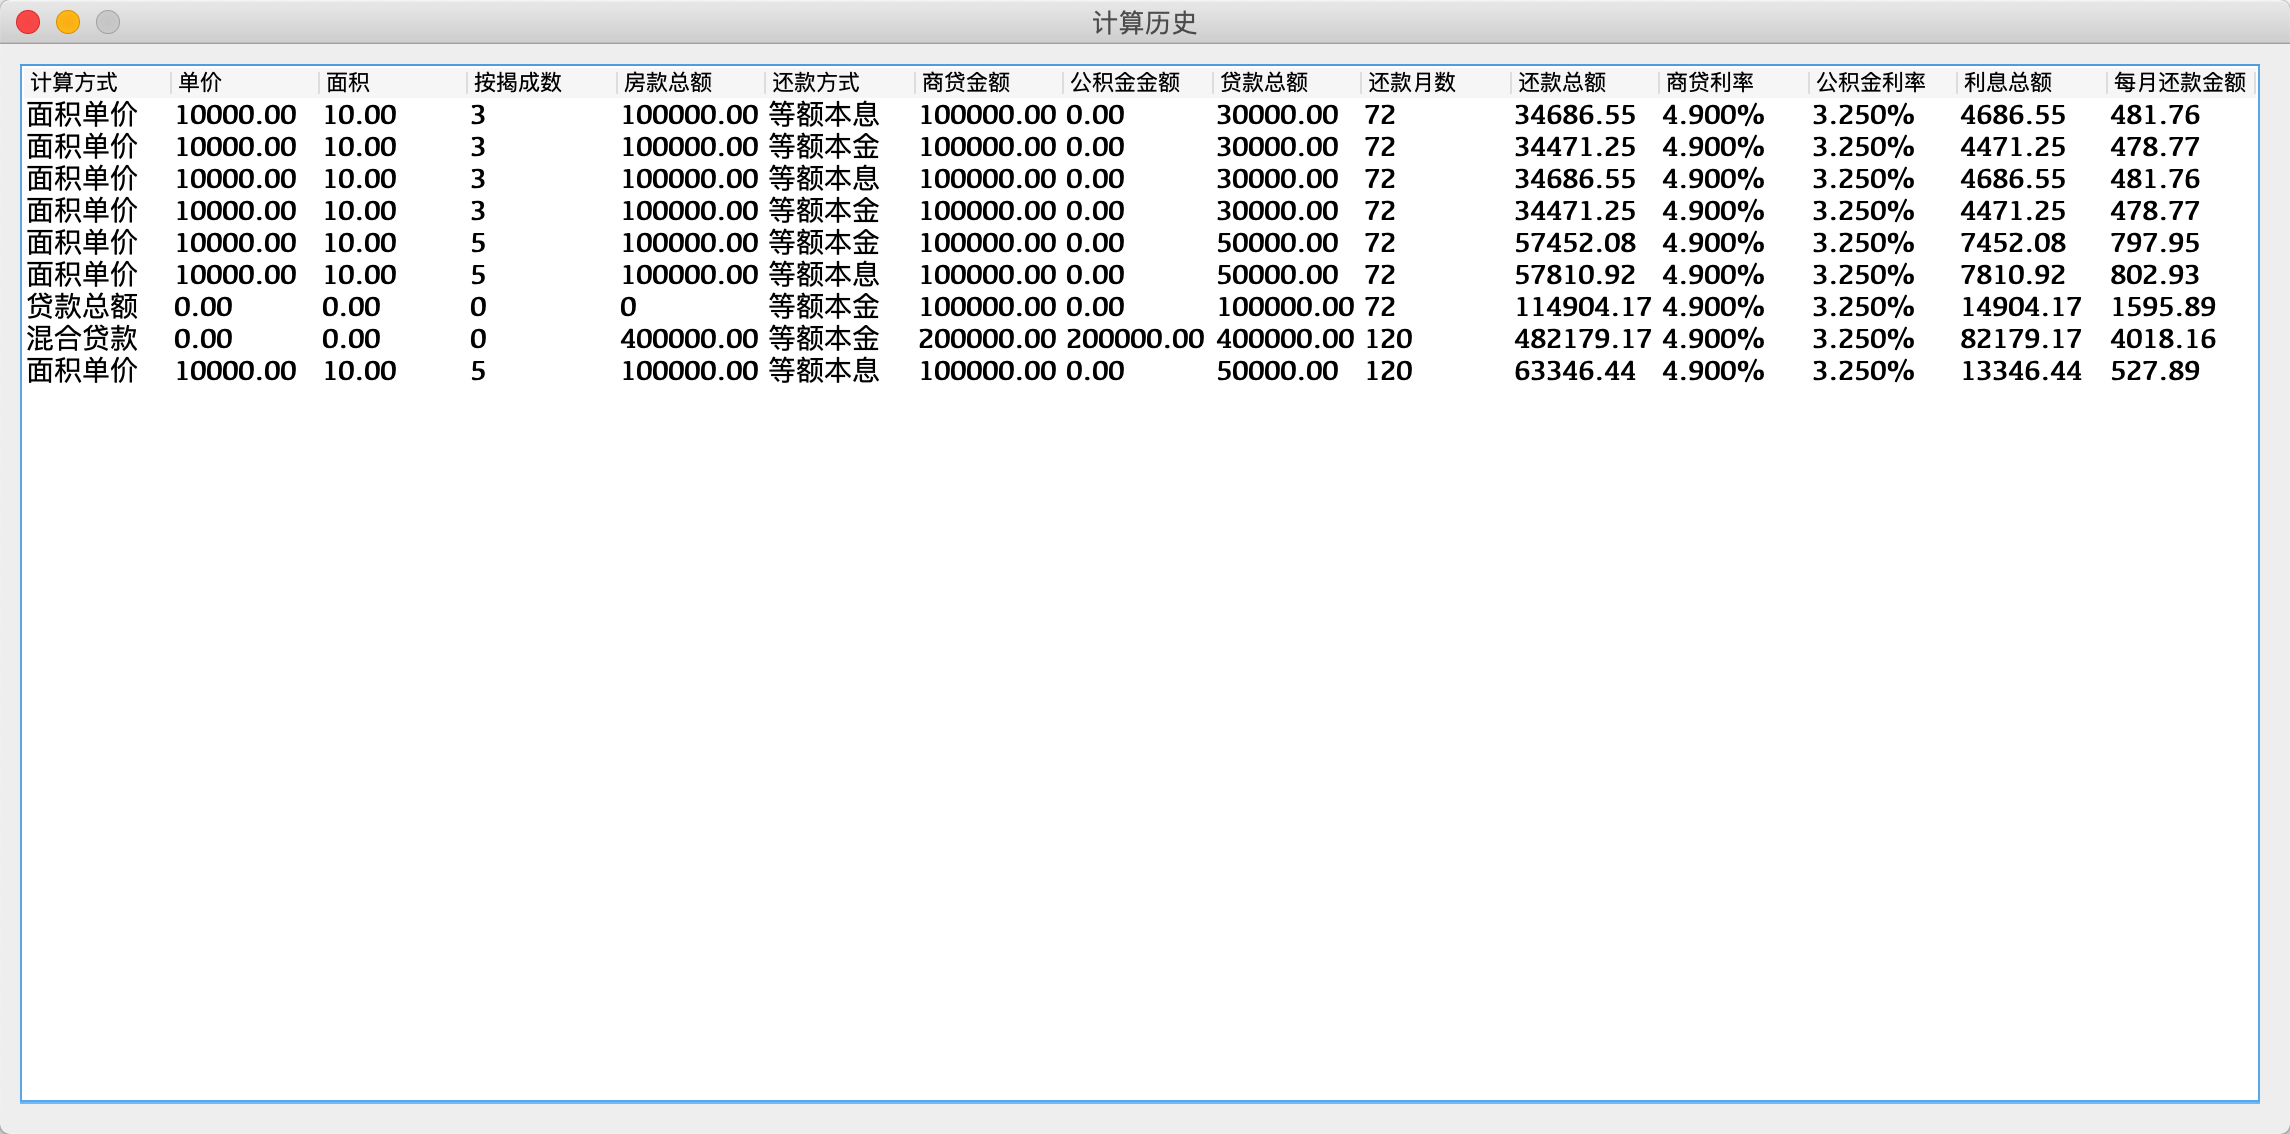 计算历史
计算方式 单价 面积 按揭成数 房款总额 还款方式 商贷金额 公积金金额 贷款总额 还款月数 还款总额 商贷利率 公积金利率 利息总额 每月还款金额
面积单价 10000.00 10.00 3 100000.00 等额本息 100000.00 0.00 30000.00 72 34686.55 4.900% 3.250% 4686.55 481.76
面积单价 10000.00 10.00 3 100000.00 等额本金 100000.00 0.00 30000.00 72 34471.25 4.900% 3.250% 4471.25 478.77
面积单价 10000.00 10.00 3 100000.00 等额本息 100000.00 0.00 30000.00 72 34686.55 4.900% 3.250% 4686.55 481.76
面积单价 10000.00 10.00 3 100000.00 等额本金 100000.00 0.00 30000.00 72 34471.25 4.900% 3.250% 4471.25 478.77
面积单价 10000.00 10.00 5 100000.00 等额本金 100000.00 0.00 50000.00 72 57452.08 4.900% 3.250% 7452.08 797.95
面积单价 10000.00 10.00 5 100000.00 等额本息 100000.00 0.00 50000.00 72 57810.92 4.900% 3.250% 7810.92 802.93
贷款总额 0.00 0.00 0 0 等额本金 100000.00 0.00 100000.00 72 114904.17 4.900% 3.250% 14904.17 1595.89
混合贷款 0.00 0.00 0 400000.00 等额本金 200000.00 200000.00 400000.00 120 482179.17 4.900% 3.250% 82179.17 4018.16
面积单价 10000.00 10.00 5 100000.00 等额本息 100000.00 0.00 50000.00 120 63346.44 4.900% 3.250% 13346.44 527.89